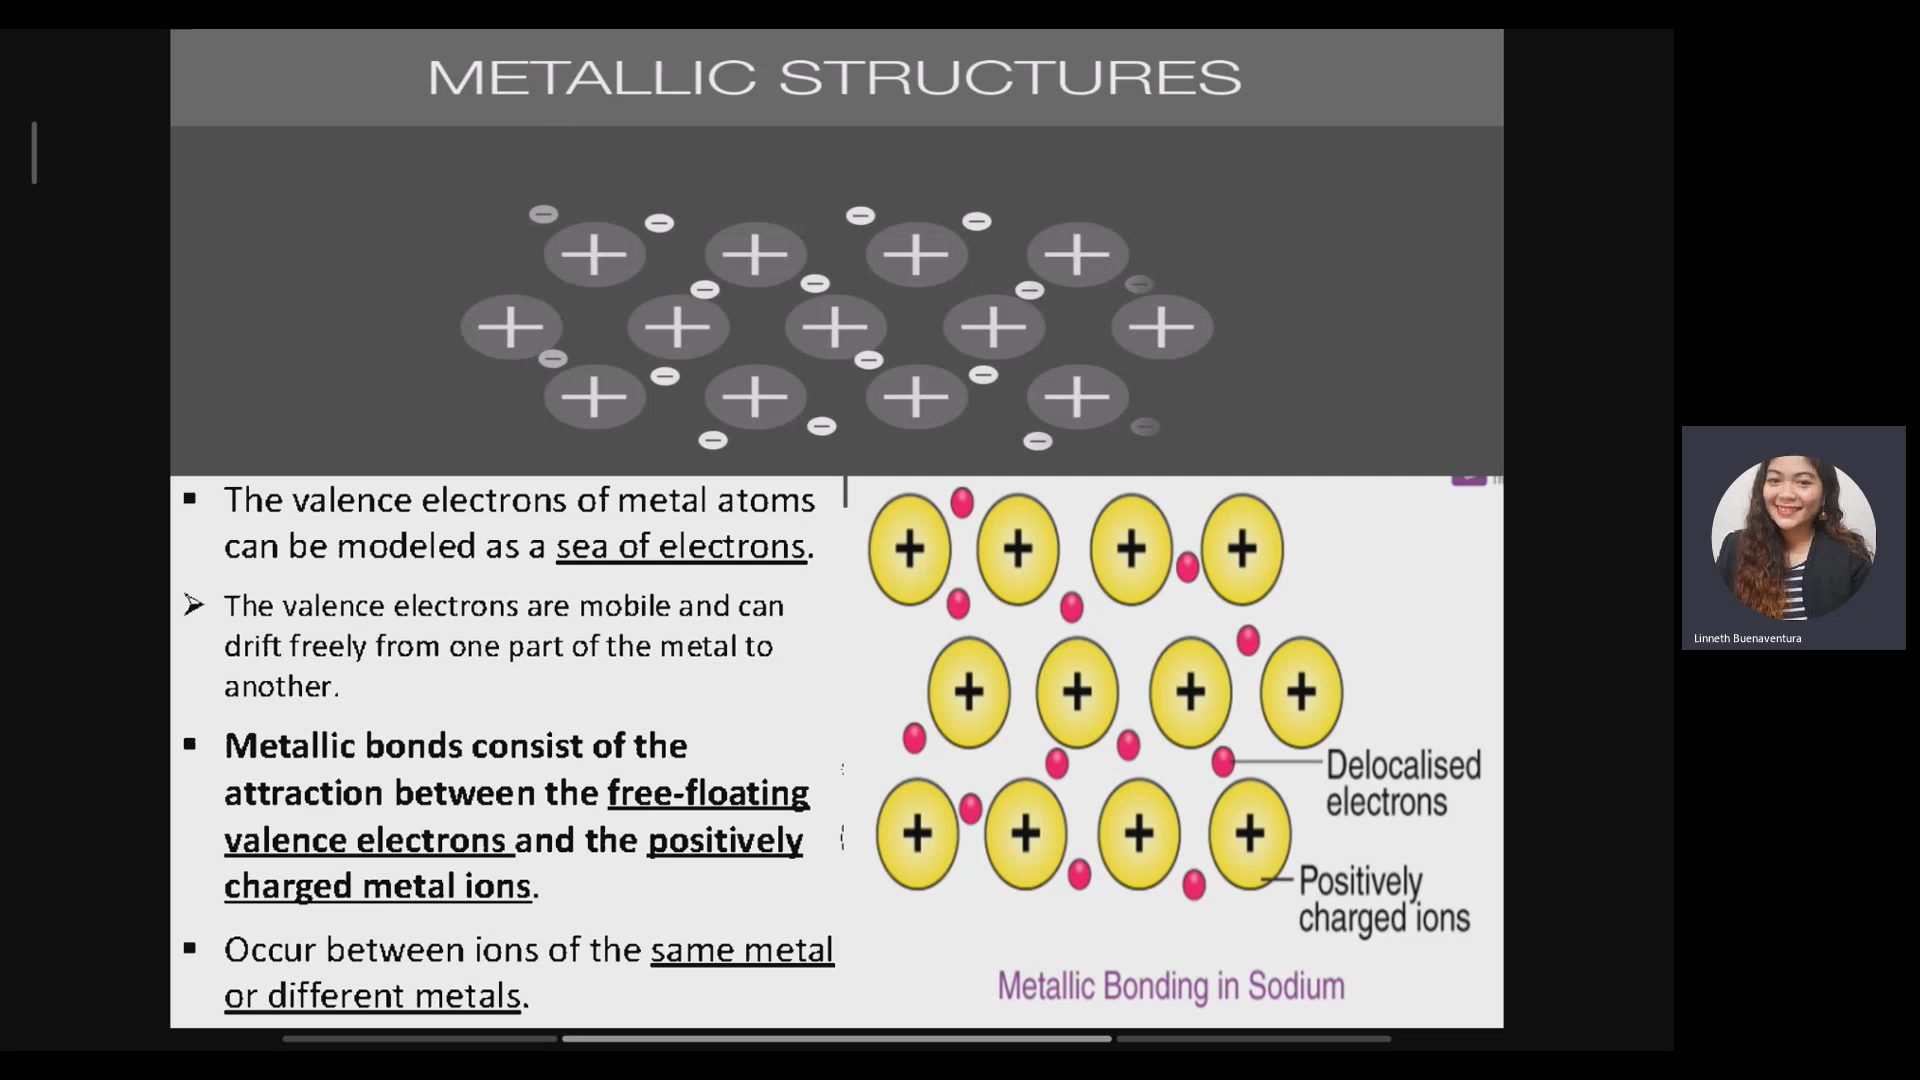 METALLIC STRUCTURES
▪ The valence electrons of metal atoms
can be modeled as a sea of electrons.
➢ The valence electrons are mobile and can
drift freely from one part of the metal to
another.
▪ Metallic bonds consist of the
attraction between the free-floating
valence electrons and the positively
charged metal ions.
▪ Occur between ions of the same metal
or different metals.
Delocalised
electrons
Positively
charged ions
Metallic Bonding in Sodium
Linneth Buenaventura